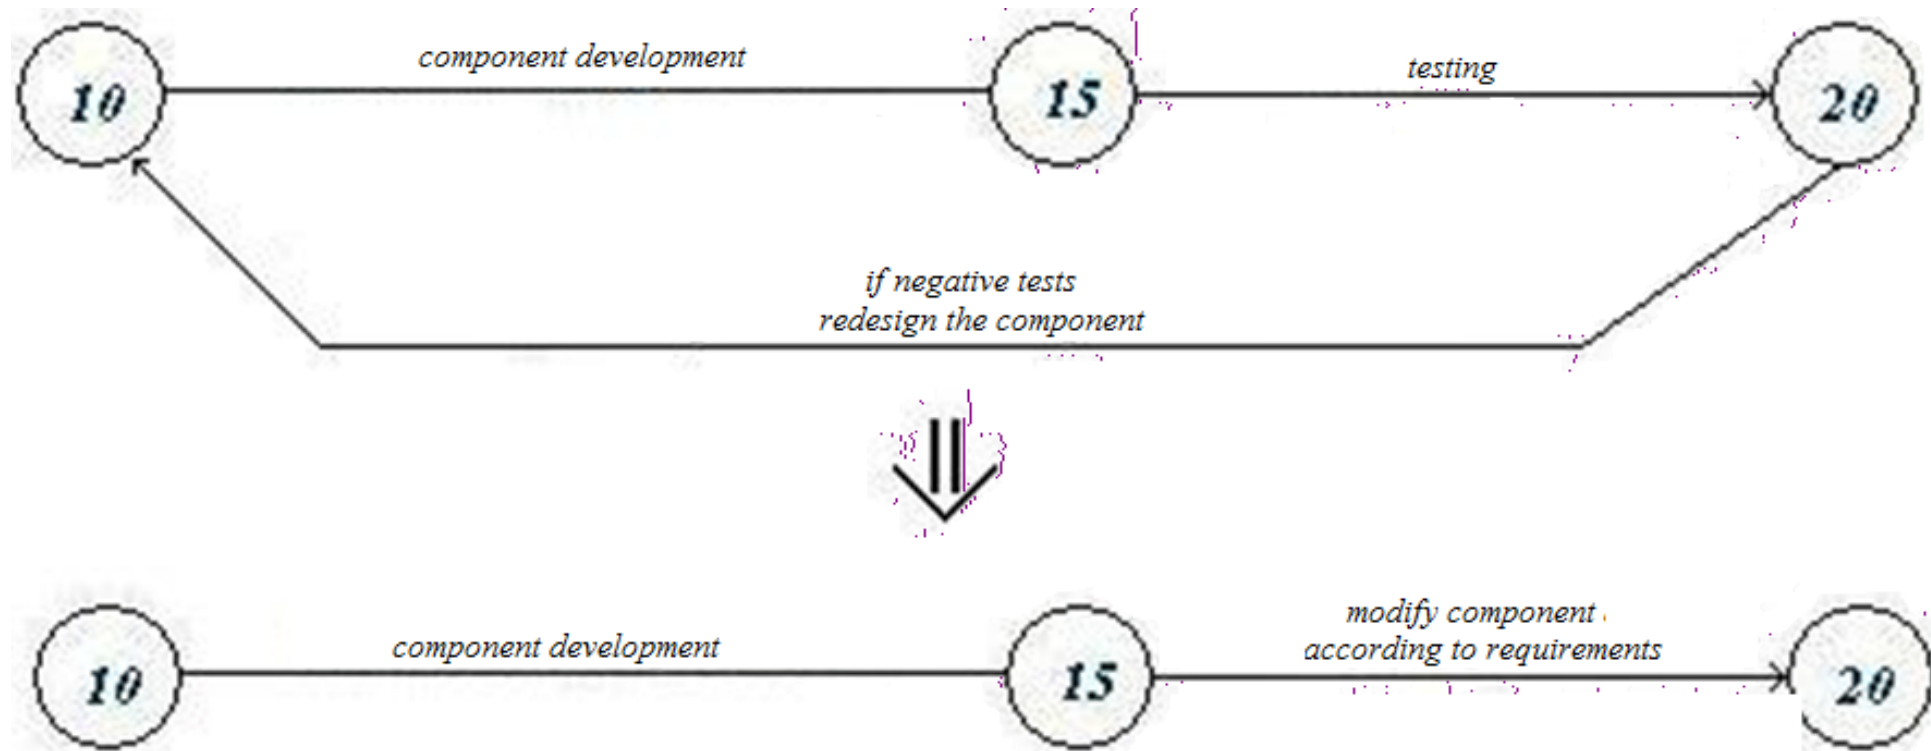 component development
testing
10
15
20
if negative tests
redesign the component
modify component
according to requirements
component development
10
15
20